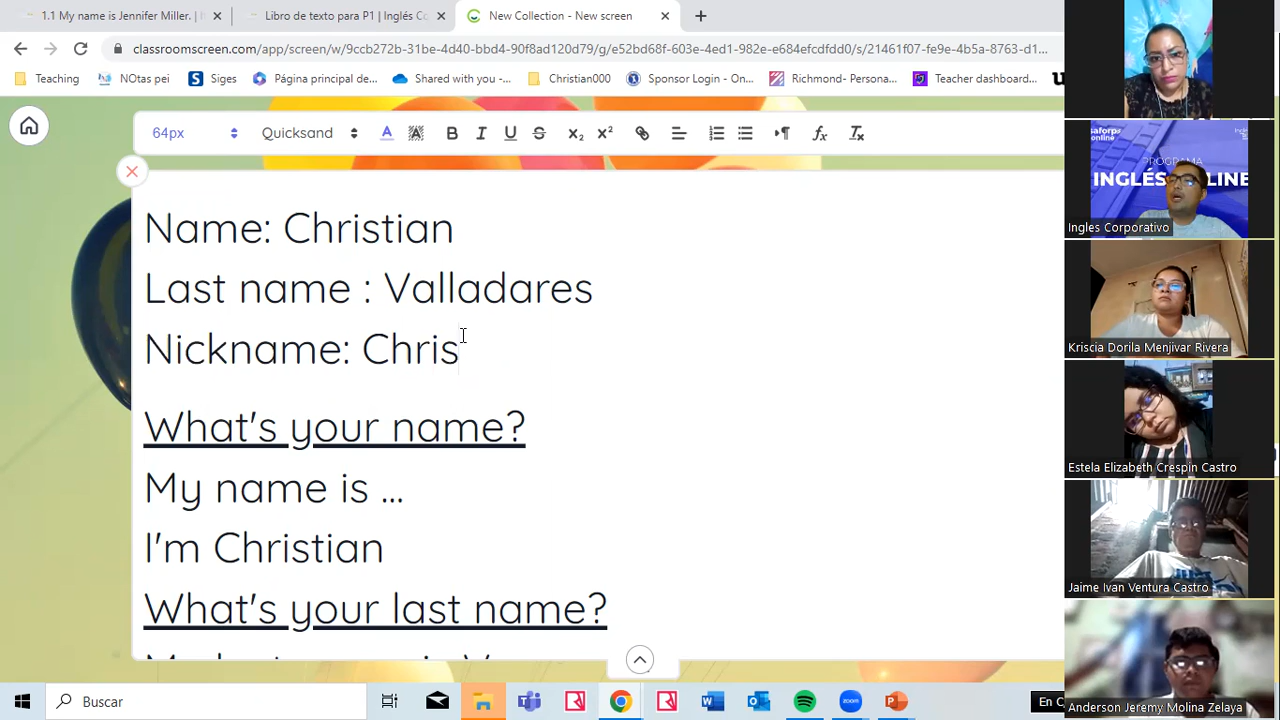 1.1 My name is Jennifer Miller. | h
Libro de texto para P1 | Inglés Co
New Collection - New screen
classroomscreen.com/app/screen/w/9ccb272b-31be-4d40-bbd4-90f8ad120d79/g/e52bd68f-603e-4ed1-982e-e684efcdfdd0/s/21461f07-fe9e-4b5a-8763-d1...
Teaching
NOtas pei
Siges
Página principal de...
Shared with you -...
Christian000
Sponsor Login - On...
Richmond- Persona...
Teacher dashboard...
64px
Quicksand
Name: Christian
Last name : Valladares
Nickname: Chris
What's your name?
My name is ...
I'm Christian
What's your last name?
Buscar
PROGRAMA
INGLÉS
Ingles Corporativo
Kriscia Dorila Menjivar Rivera
Estela Elizabeth Crespin Castro
Jaime Ivan Ventura Castro
Anderson Jeremy Molina Zelaya